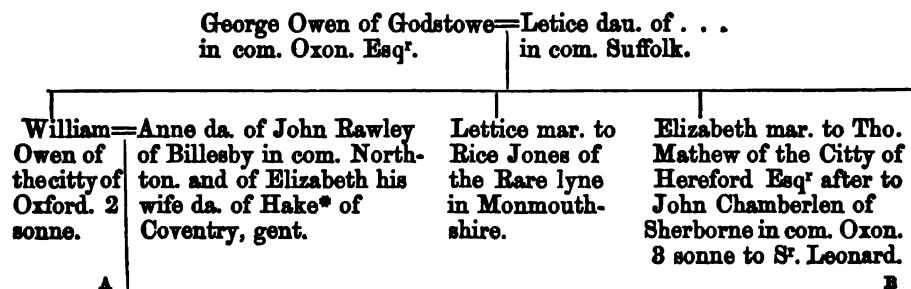 George Owen of Godstowe=Letice dau. of . . .
in com. Oxon. Esqʳ. in com. Suffolk.
William=Anne da. of John Rawley
Owen of of Billesby in com. North-
thecitty of ton. and of Elizabeth his
Oxford. 2 wife da. of Hake* of
sonne. Coventry, gent.
A
Lettice mar. to
Rice Jones of
the Rare lyne
in Monmouth-
shire.
Elizabeth mar. to Tho.
Mathew of the Citty of
Hereford Esqʳ after to
John Chamberlen of
Sherborne in com. Oxon.
3 sonne to Sʳ. Leonard.
B